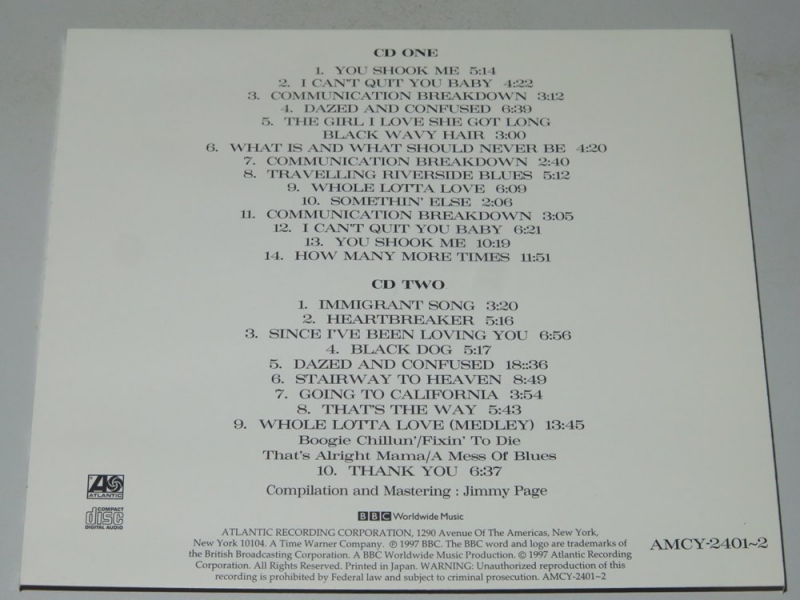 CD ONE
1. YOU SHOOK ME 5:14
2. I CAN'T QUIT YOU BABY 4:22
3. COMMUNICATION BREAKDOWN 3:12
4. DAZED AND CONFUSED 6:39
5. THE GIRL I LOVE SHE GOT LONG
BLACK WAVY HAIR 3:00
6. WHAT IS AND WHAT SHOULD NEVER BE 4:20
7. COMMUNICATION BREAKDOWN 2:40
8. TRAVELLING RIVERSIDE BLUES 5:12
9. WHOLE LOTTA LOVE 6:09
10. SOMETHIN' ELSE 2:06
11. COMMUNICATION BREAKDOWN 3:05
12. I CAN'T QUIT YOU BABY 6:21
13. YOU SHOOK ME 10:19
14. HOW MANY MORE TIMES 11:51
CD TWO
1. IMMIGRANT SONG 3:20
2. HEARTBREAKER 5:16
3. SINCE I'VE BEEN LOVING YOU 6:56
4. BLACK DOG 5:17
5. DAZED AND CONFUSED 18::36
6. STAIRWAY TO HEAVEN 8:49
7. GOING TO CALIFORNIA 3:54
8. THAT'S THE WAY 5:43
9. WHOLE LOTTA LOVE (MEDLEY) 13:45
Boogie Chillun'/Fixin' To Die
That's Alright Mama/A Mess Of Blues
10. THANK YOU 6:37
Compilation and Mastering : Jimmy Page
ATLANTIC
COMPACT
disc
DIGITAL AUDIO
BBC Worldwide Music
ATLANTIC RECORDING CORPORATION, 1290 Avenue Of The Americas, New York,
New York 10104. A Time Warner Company. ℗ 1997 BBC. The BBC word and logo are trademarks of
the British Broadcasting Corporation. A BBC Worldwide Music Production. © 1997 Atlantic Recording
Corporation. All Rights Reserved. Printed in Japan. WARNING: Unauthorized reproduction of this
recording is prohibited by Federal law and subject to criminal prosecution. AMCY-2401~2
AMCY-2401~2